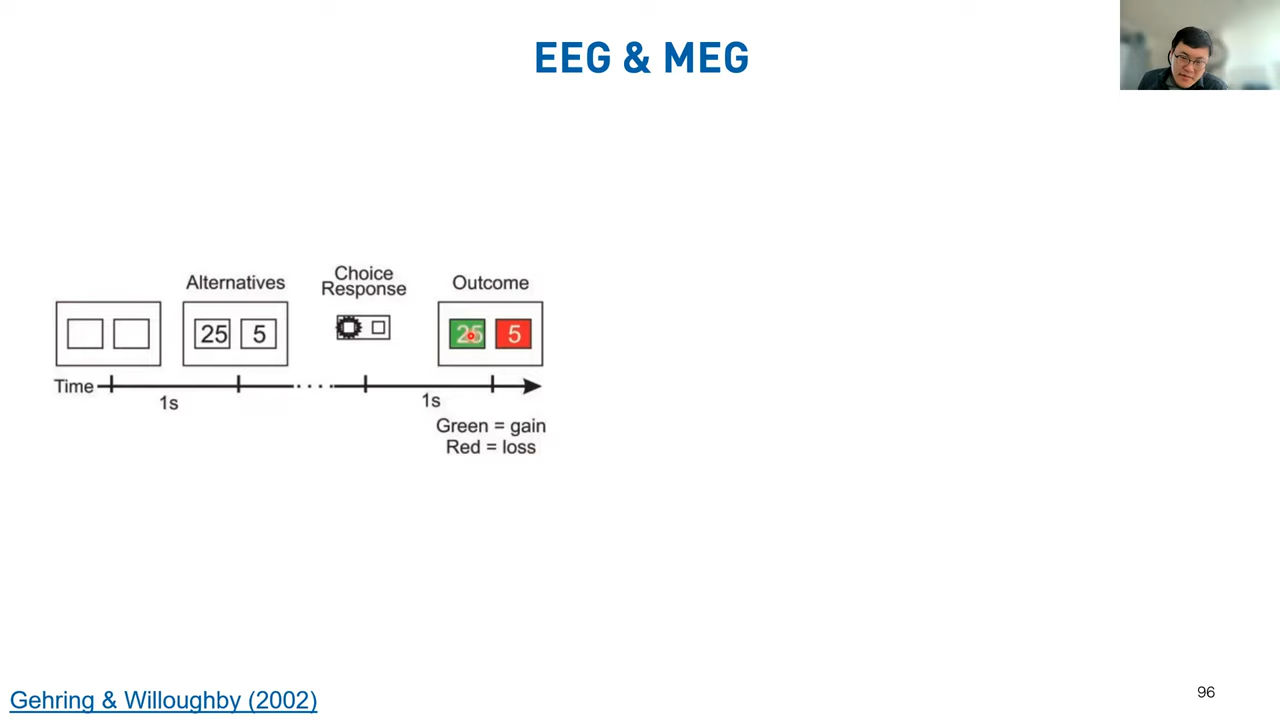 EEG & MEG
Alternatives
Choice
Response
Outcome
25 5
25 5
Time
1s
1s
Green = gain
Red = loss
Gehring & Willoughby (2002)
96